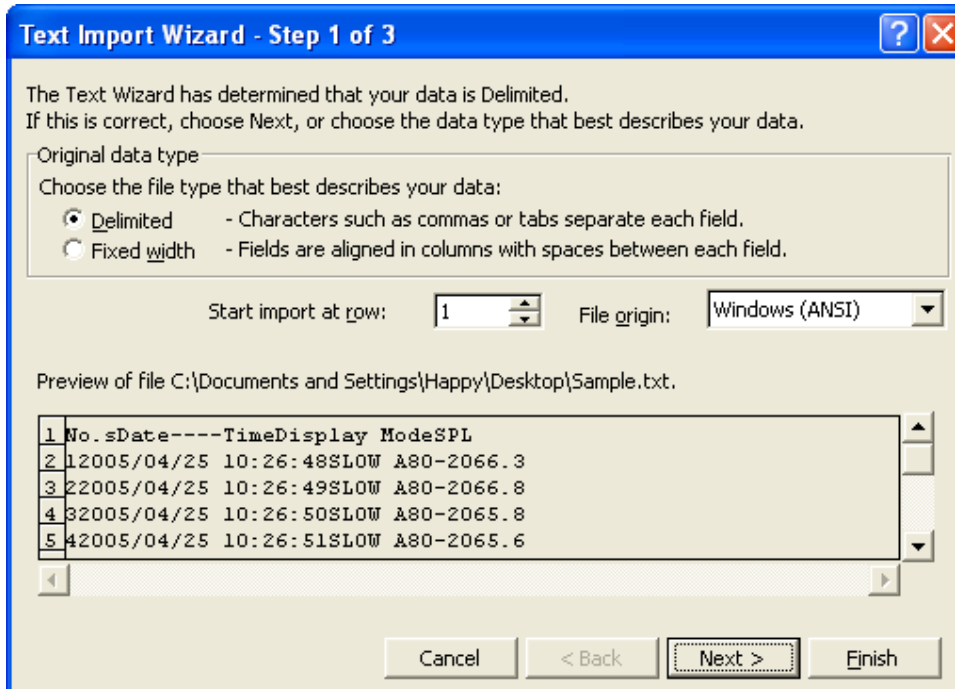 Text Import Wizard - Step 1 of 3
The Text Wizard has determined that your data is Delimited.
If this is correct, choose Next, or choose the data type that best describes your data.
Original data type
Choose the file type that best describes your data:
Delimited - Characters such as commas or tabs separate each field.
Fixed width - Fields are aligned in columns with spaces between each field.
Start import at row: 1 File origin: Windows (ANSI)
Preview of file C:\Documents and Settings\Happy\Desktop\Sample.txt.
1 No.sDate----TimeDisplay ModeSPL
2 12005/04/25 10:26:48SLOW A80-2066.3
3 22005/04/25 10:26:49SLOW A80-2066.8
4 32005/04/25 10:26:50SLOW A80-2065.8
5 42005/04/25 10:26:51SLOW A80-2065.6
Cancel < Back Next > Finish